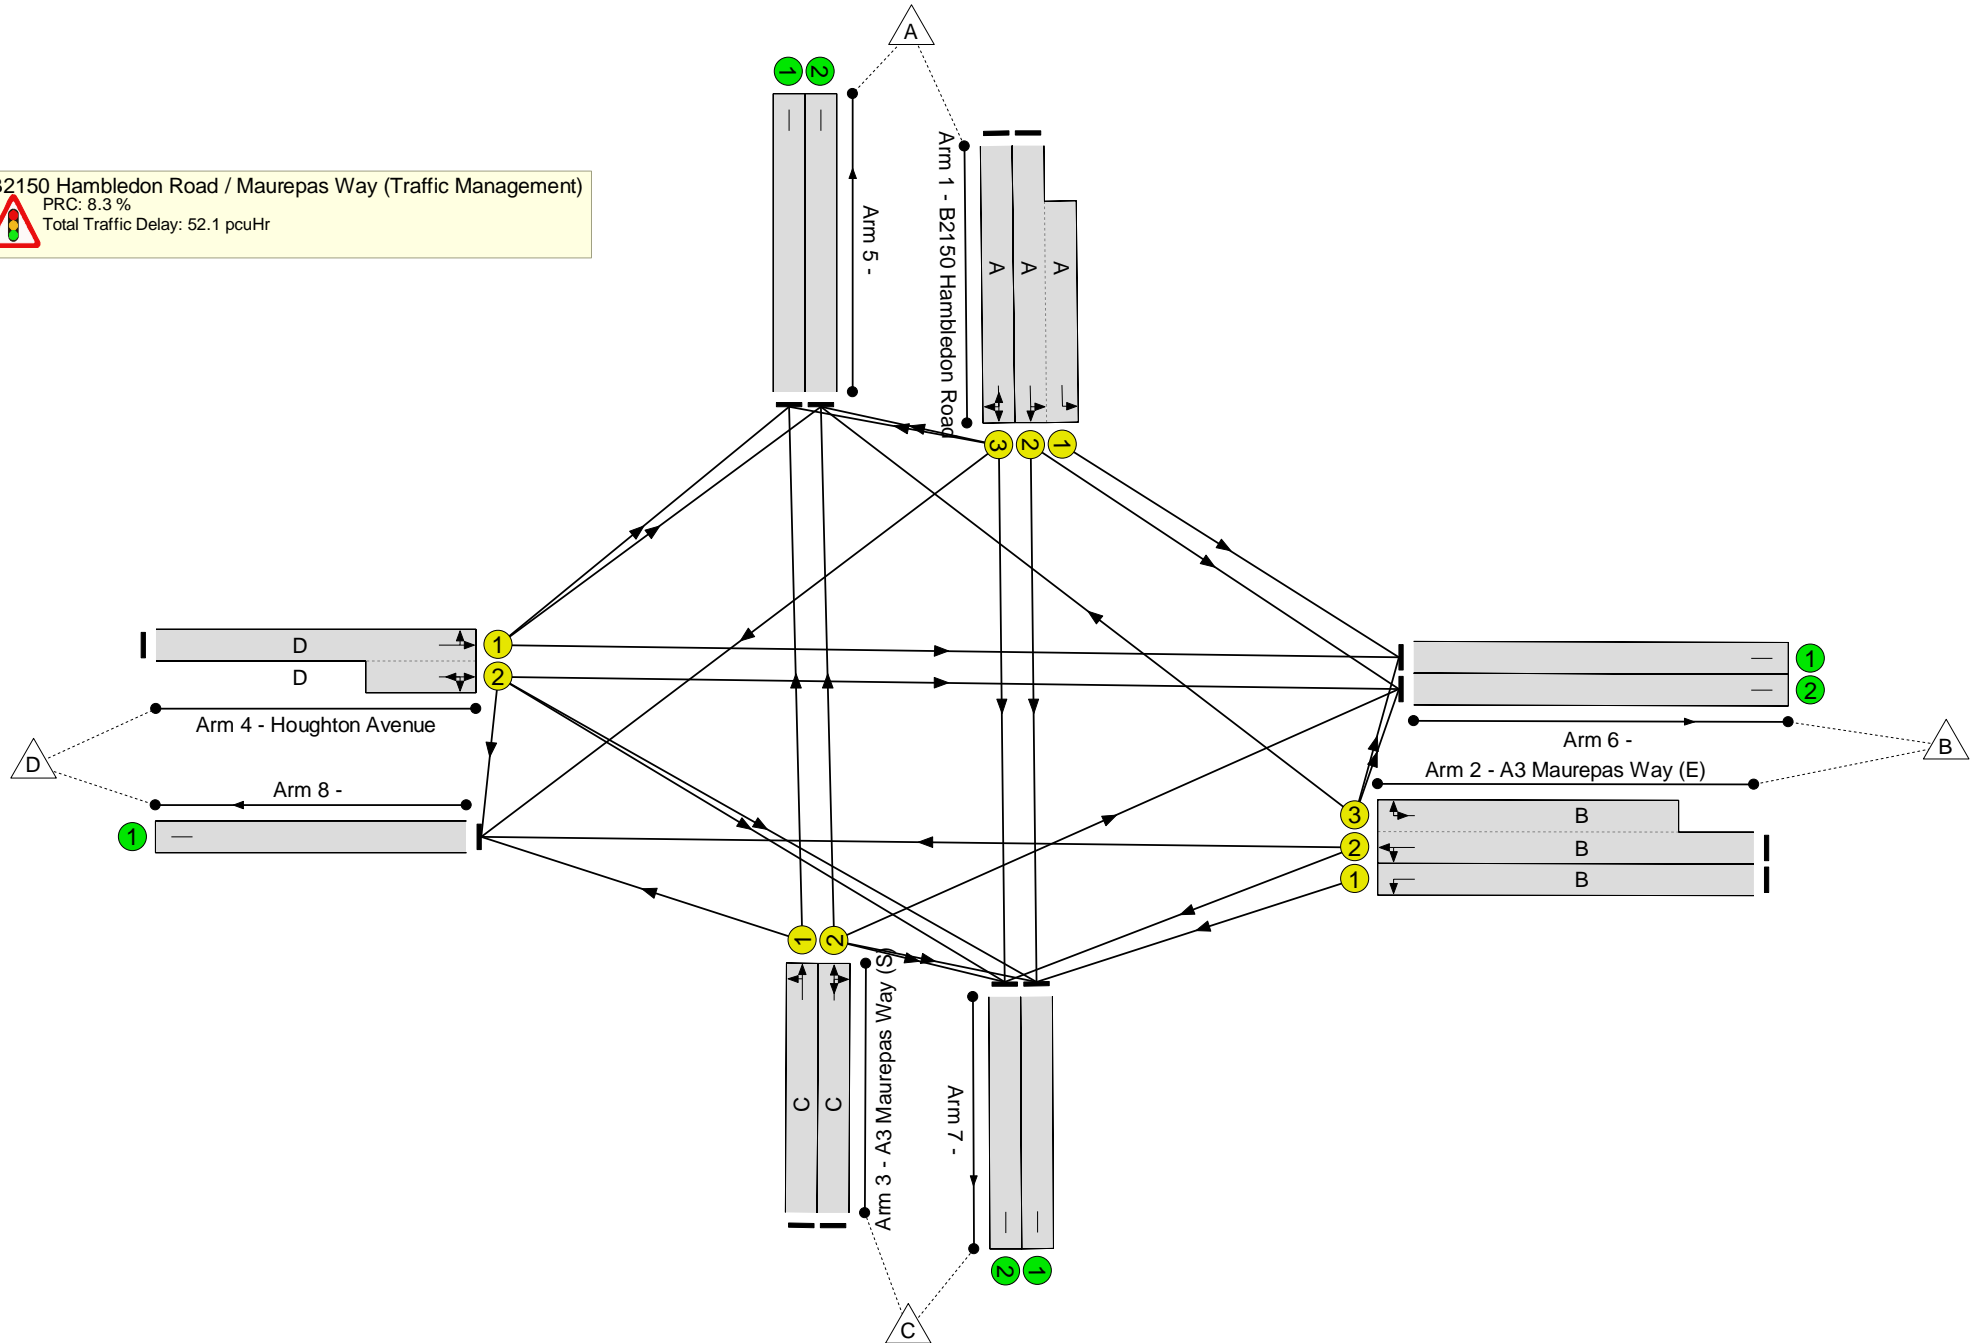 A
1 2
2150 Hambledon Road / Maurepas Way (Traffic Management)
PRC: 8.3 %
Total Traffic Delay: 52.1 pcuHr
Arm 5 -
Arm 1 - B2150 Hambledon Road
A A A
3 2 1
D 1
D 2
Arm 4 - Houghton Avenue
D
Arm 8 -
1
1
2
Arm 6 -
B
Arm 2 - A3 Maurepas Way (E)
3 B
2 B
1 B
1 2
C C
Arm 3 - A3 Maurepas Way (S)
Arm 7 -
2 1
C